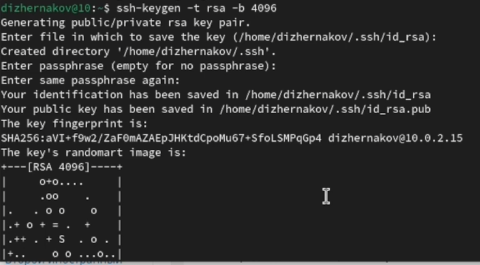 dizhernakov@10:~$ ssh-keygen -t rsa -b 4096
Generating public/private rsa key pair.
Enter file in which to save the key (/home/dizhernakov/.ssh/id_rsa):
Created directory '/home/dizhernakov/.ssh'.
Enter passphrase (empty for no passphrase):
Enter same passphrase again:
Your identification has been saved in /home/dizhernakov/.ssh/id_rsa
Your public key has been saved in /home/dizhernakov/.ssh/id_rsa.pub
The key fingerprint is:
SHA256:aVI+f9w2/ZaF0mAZAEpJHKtdCpoMu67+SfoLSMPqGp4 dizhernakov@10.0.2.15
The key's randomart image is:
+---[RSA 4096]----+
|     o+o....     |
|     .oo    .    |
|.   . o o    o   |
|.+ o + = .  +    |
|.++ . + S  . o . |
|+..    o o ...o..|